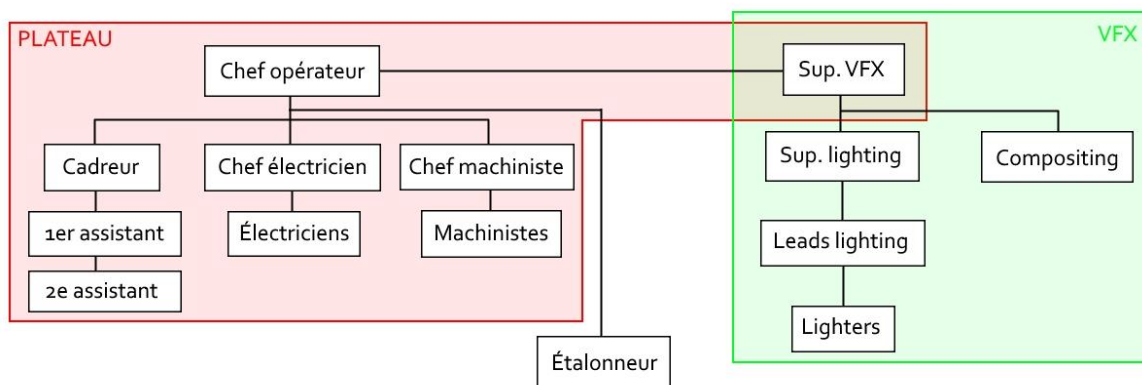 PLATEAU
VFX
Chef opérateur
Sup. VFX
Cadreur
Chef électricien
Chef machiniste
Sup. lighting
Compositing
1er assistant
Électriciens
Machinistes
Leads lighting
2e assistant
Lighters
Étalonneur